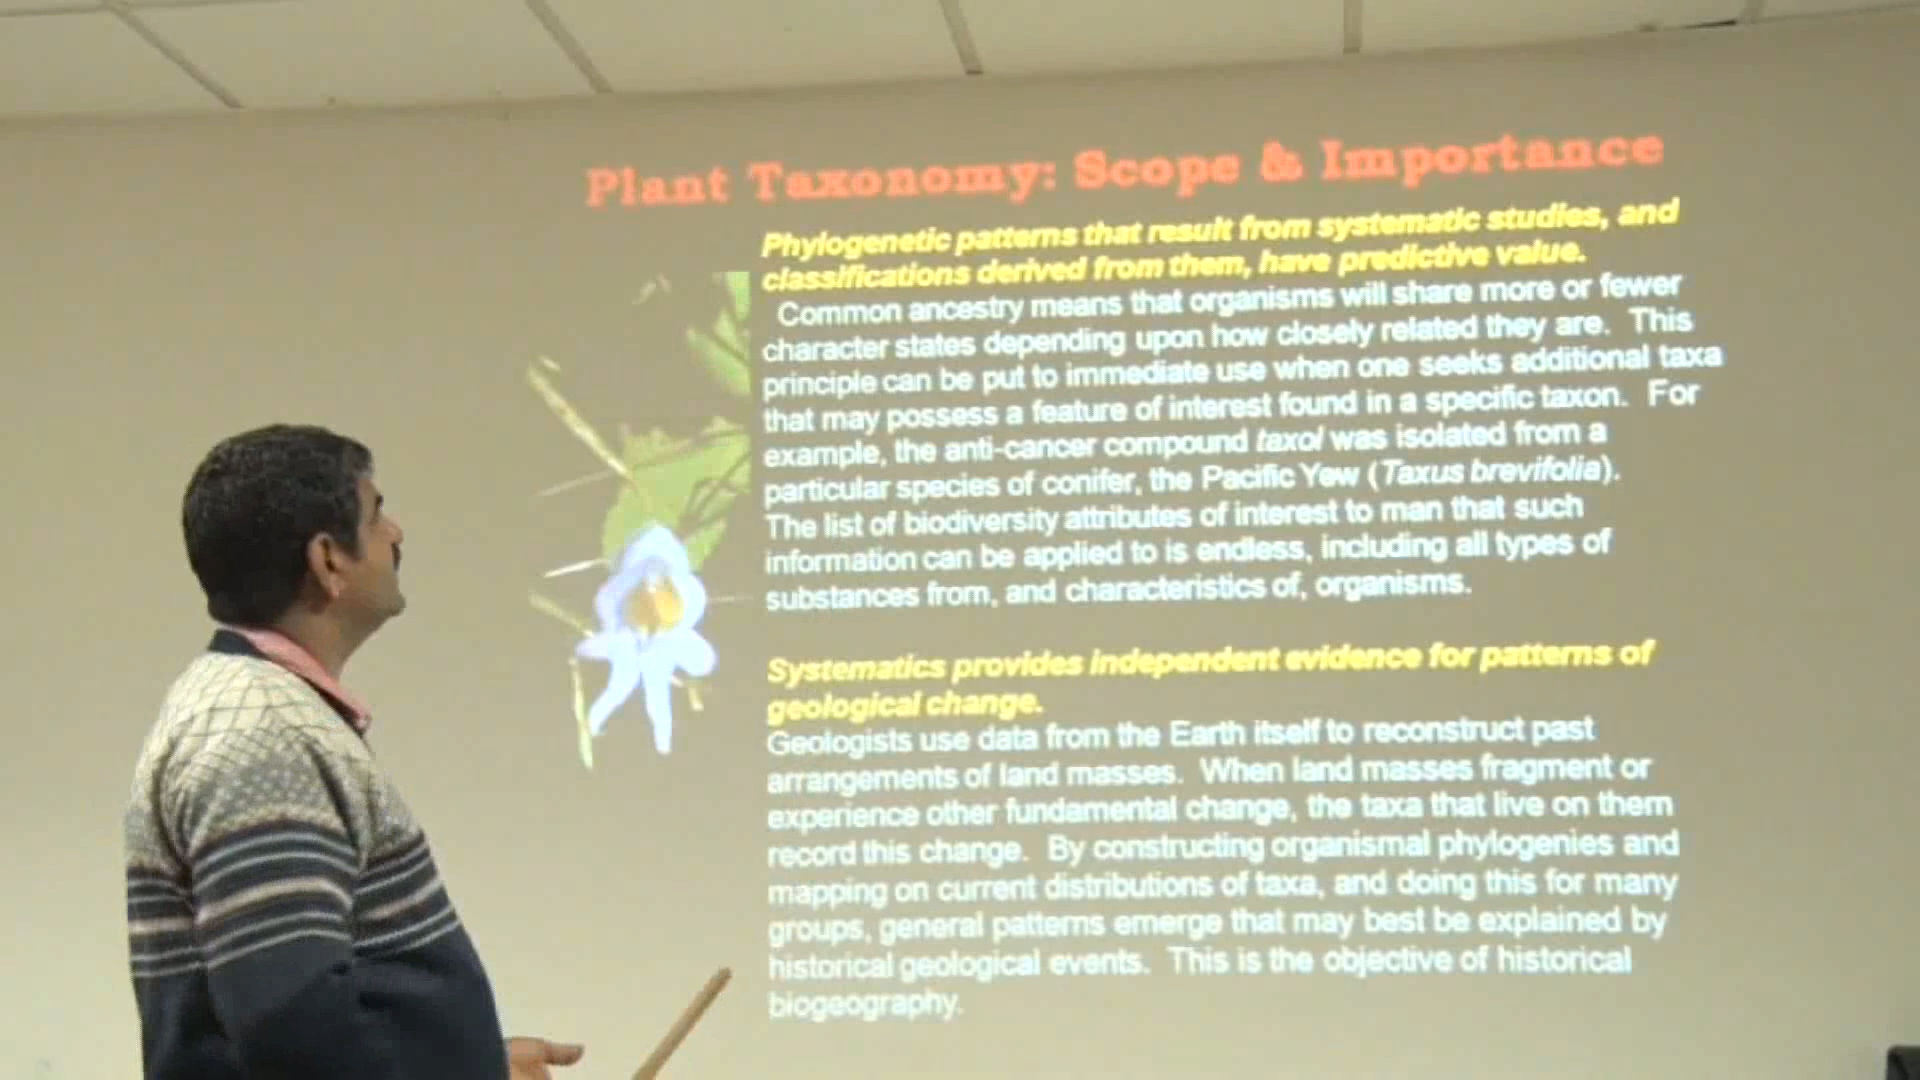 Plant Taxonomy: Scope & Importance
Phylogenetic patterns that result from systematic studies, and
classifications derived from them, have predictive value.
Common ancestry means that organisms will share more or fewer
character states depending upon how closely related they are. This
principle can be put to immediate use when one seeks additional taxa
that may possess a feature of interest found in a specific taxon. For
example, the anti-cancer compound taxol was isolated from a
particular species of conifer, the Pacific Yew (Taxus brevifolia).
The list of biodiversity attributes of interest to man that such
information can be applied to is endless, including all types of
substances from, and characteristics of, organisms.
Systematics provides independent evidence for patterns of
geological change.
Geologists use data from the Earth itself to reconstruct past
arrangements of land masses. When land masses fragment or
experience other fundamental change, the taxa that live on them
record this change. By constructing organismal phylogenies and
mapping on current distributions of taxa, and doing this for many
groups, general patterns emerge that may best be explained by
historical geological events. This is the objective of historical
biogeography.